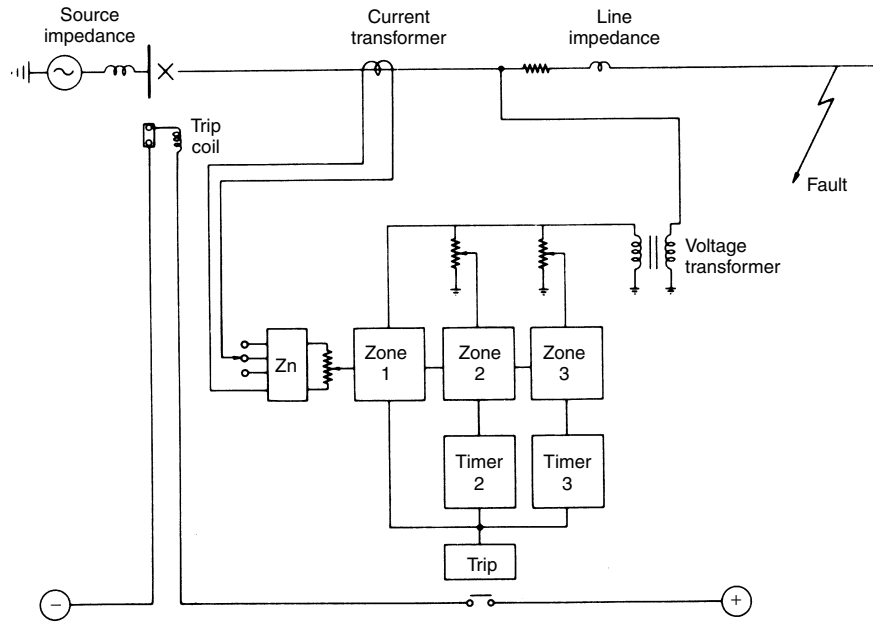 Source
impedance
Current
transformer
Line
impedance
Trip
coil
Fault
Voltage
transformer
Zn
Zone
1
Zone
2
Zone
3
Timer
2
Timer
3
Trip
−
+